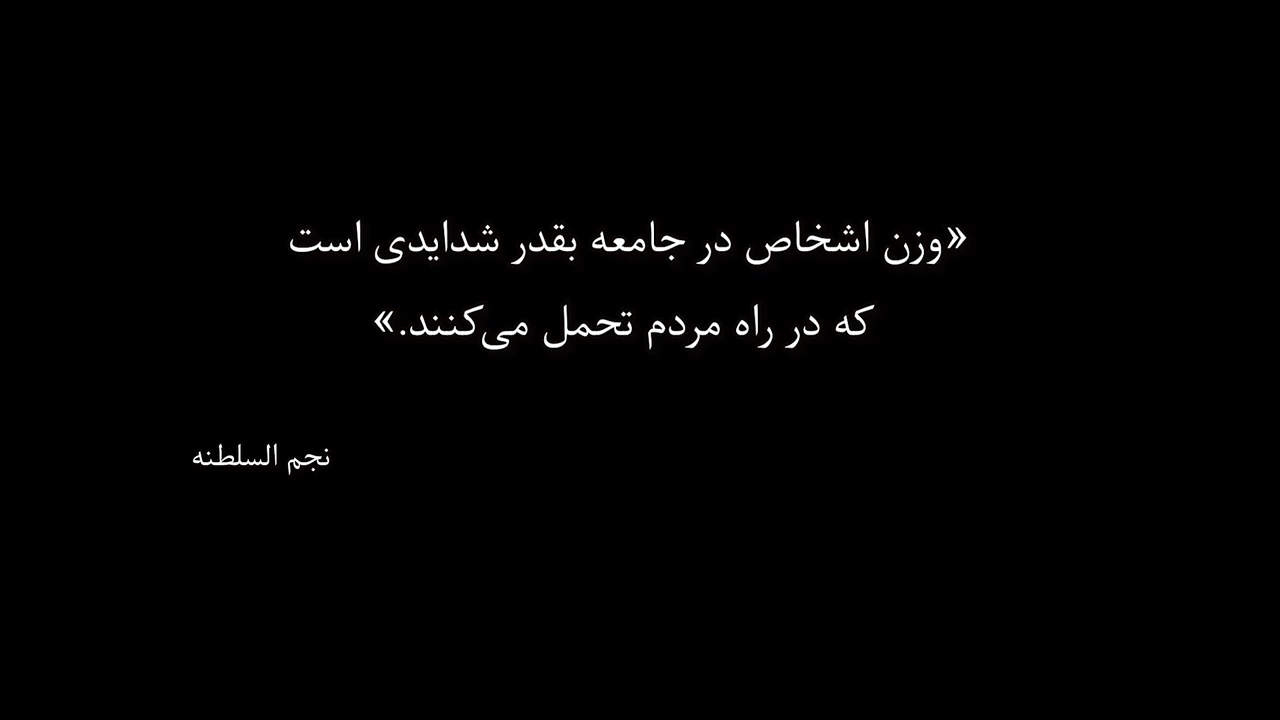 «وزن اشخاص در جامعه بقدر شدایدی است
که در راه مردم تحمل می‌کنند.»
نجم السلطنه